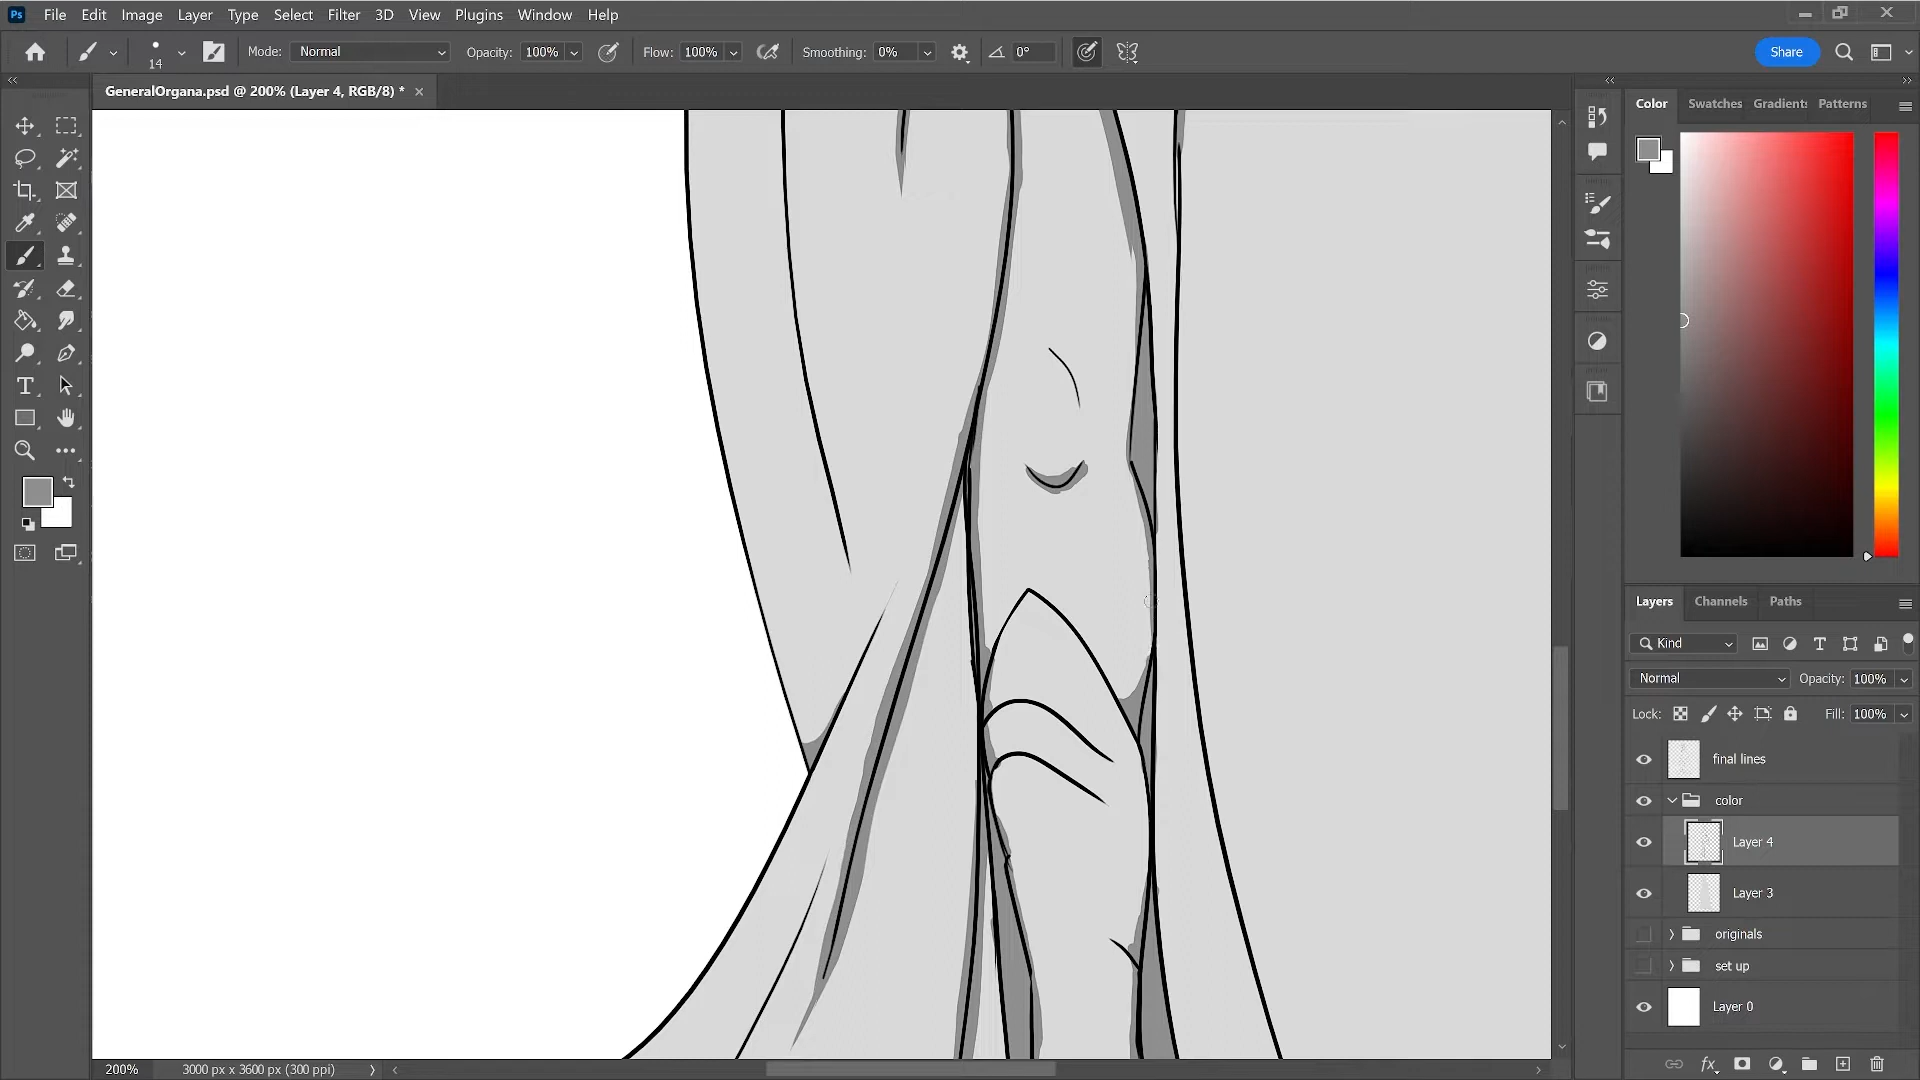 Ps File Edit Image Layer Type Select Filter 3D View Plugins Window Help
14 Mode: Normal Opacity: 100% Flow: 100% Smoothing: 0% 0° Share
GeneralOrgana.psd @ 200% (Layer 4, RGB/8) * ×
Color Swatches Gradients Patterns
Layers Channels Paths
Kind
Normal Opacity: 100%
Lock: Fill: 100%
final lines
color
Layer 4
Layer 3
originals
set up
Layer 0
fx
200% 3000 px x 3600 px (300 ppi)